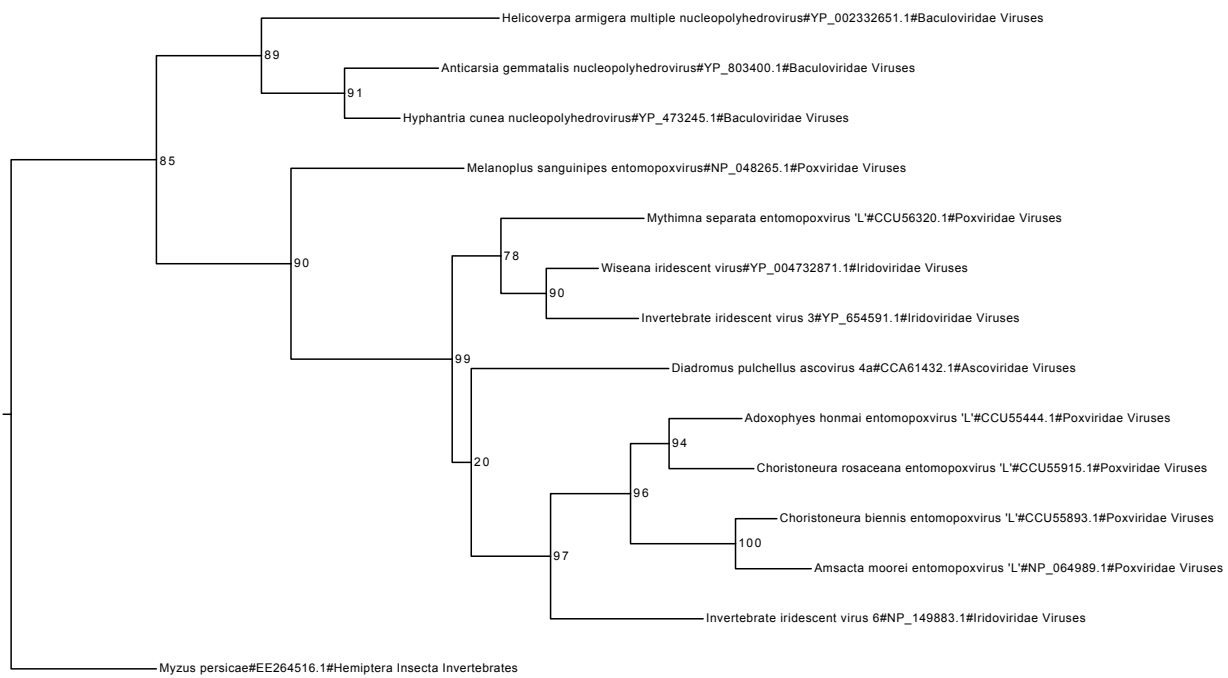 Helicoverpa armigera multiple nucleopolyhedrovirus#YP_002332651.1#Baculoviridae Viruses
89
Anticarsia gemmatalis nucleopolyhedrovirus#YP_803400.1#Baculoviridae Viruses
91
Hyphantria cunea nucleopolyhedrovirus#YP_473245.1#Baculoviridae Viruses
85
Melanoplus sanguinipes entomopoxvirus#NP_048265.1#Poxviridae Viruses
Mythimna separata entomopoxvirus 'L'#CCU56320.1#Poxviridae Viruses
78
90
Wiseana iridescent virus#YP_004732871.1#Iridoviridae Viruses
90
Invertebrate iridescent virus 3#YP_654591.1#Iridoviridae Viruses
99
Diadromus pulchellus ascovirus 4a#CCA61432.1#Ascoviridae Viruses
Adoxophyes honmai entomopoxvirus 'L'#CCU55444.1#Poxviridae Viruses
94
20
Choristoneura rosaceana entomopoxvirus 'L'#CCU55915.1#Poxviridae Viruses
96
Choristoneura biennis entomopoxvirus 'L'#CCU55893.1#Poxviridae Viruses
100
97
Amsacta moorei entomopoxvirus 'L'#NP_064989.1#Poxviridae Viruses
Invertebrate iridescent virus 6#NP_149883.1#Iridoviridae Viruses
Myzus persicae#EE264516.1#Hemiptera Insecta Invertebrates